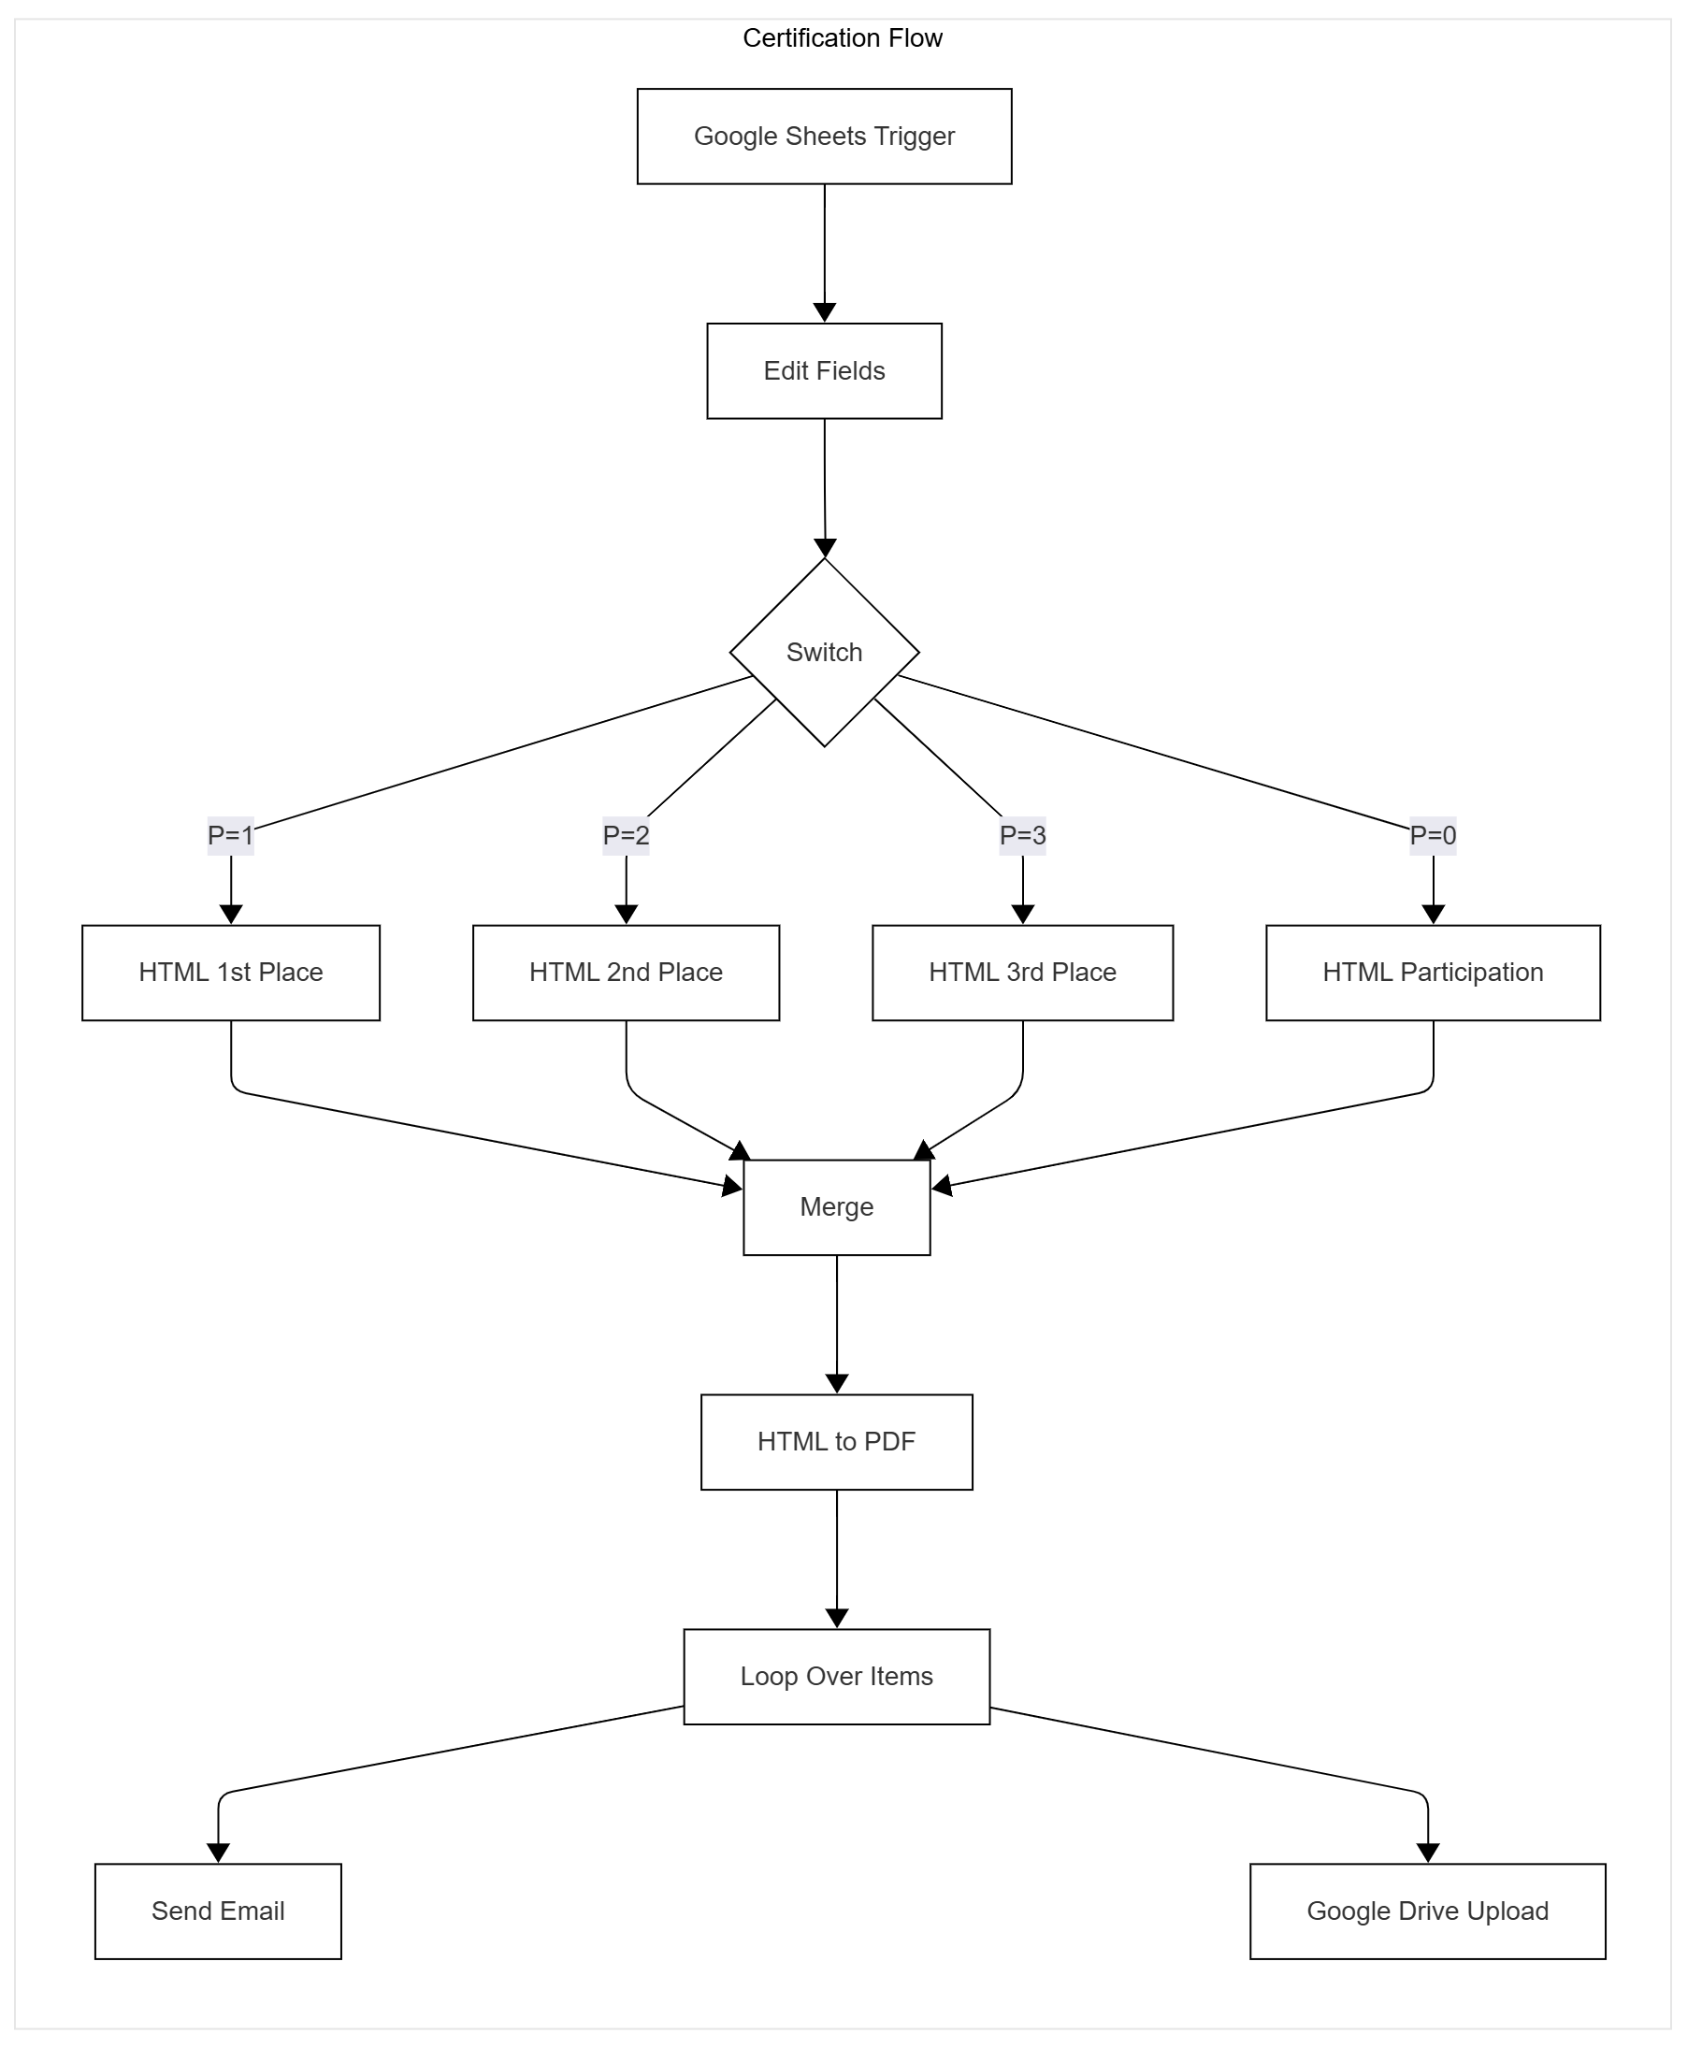 Certification Flow
Google Sheets Trigger
Edit Fields
Switch
P=1
P=2
P=3
P=0
HTML 1st Place
HTML 2nd Place
HTML 3rd Place
HTML Participation
Merge
HTML to PDF
Loop Over Items
Send Email
Google Drive Upload